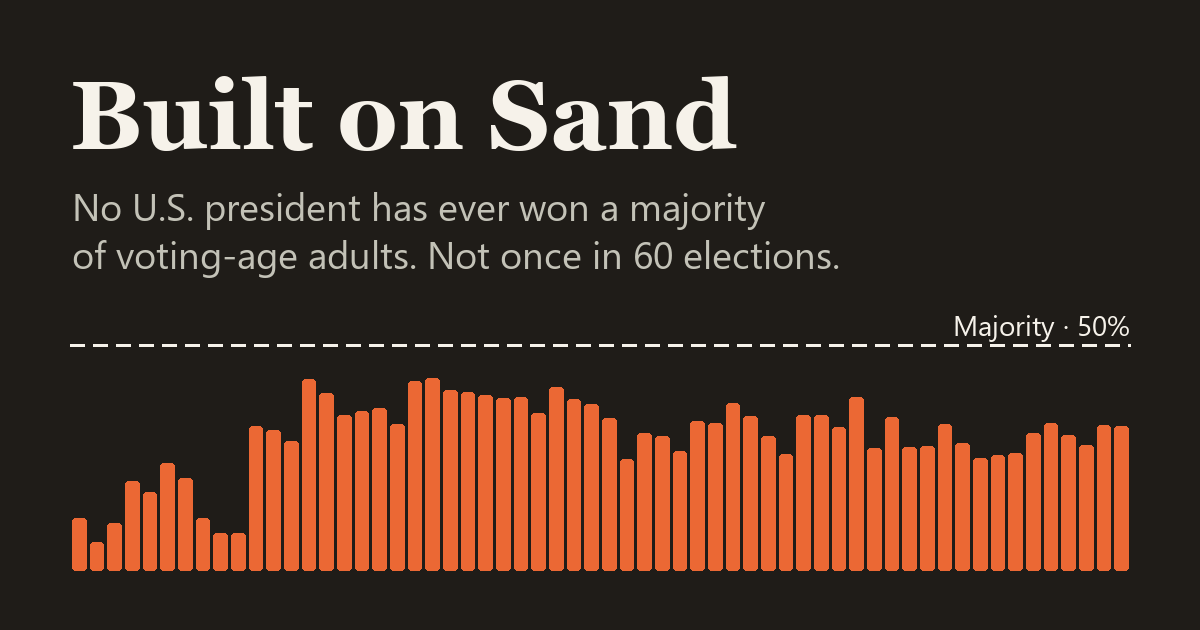 Built on Sand
No U.S. president has ever won a majority
of voting-age adults. Not once in 60 elections.
Majority · 50%